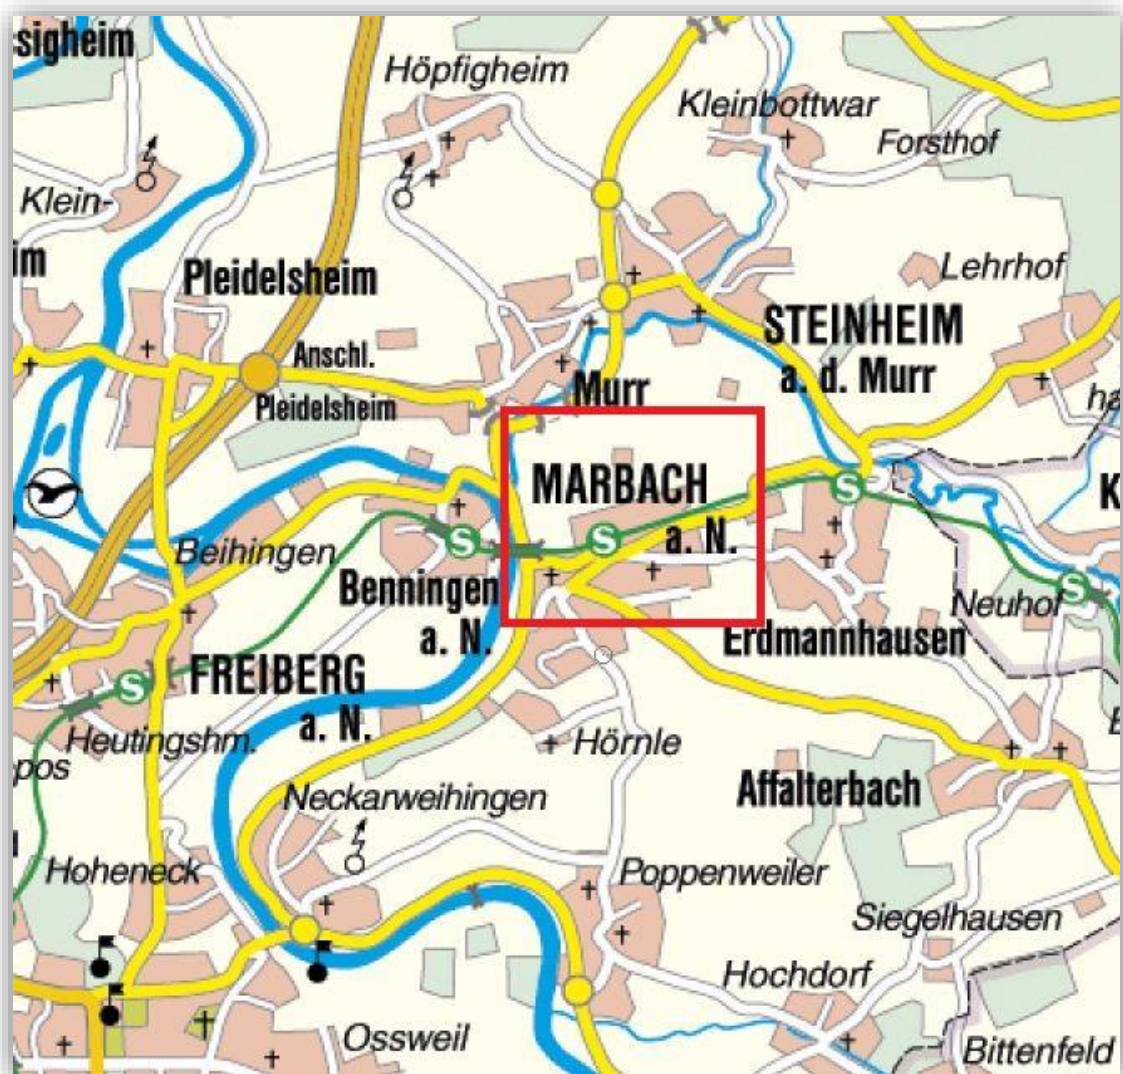 sigheim
Höpfigheim
Kleinbottwar
Forsthof
Klein-
im
Pleidelsheim
Lehrhof
STEINHEIM
a. d. Murr
Anschl.
Pleidelsheim
Murr
ha
MARBACH
a. N.
K
S
S
S
S
S
Beihingen
Benningen
a. N.
Neuhof
Erdmannhausen
FREIBERG
a. N.
Heutingshm.
pos
Hörnle
Affalterbach
Neckarweihingen
Hoheneck
Poppenweiler
Siegelhausen
Hochdorf
Ossweil
Bittenfeld